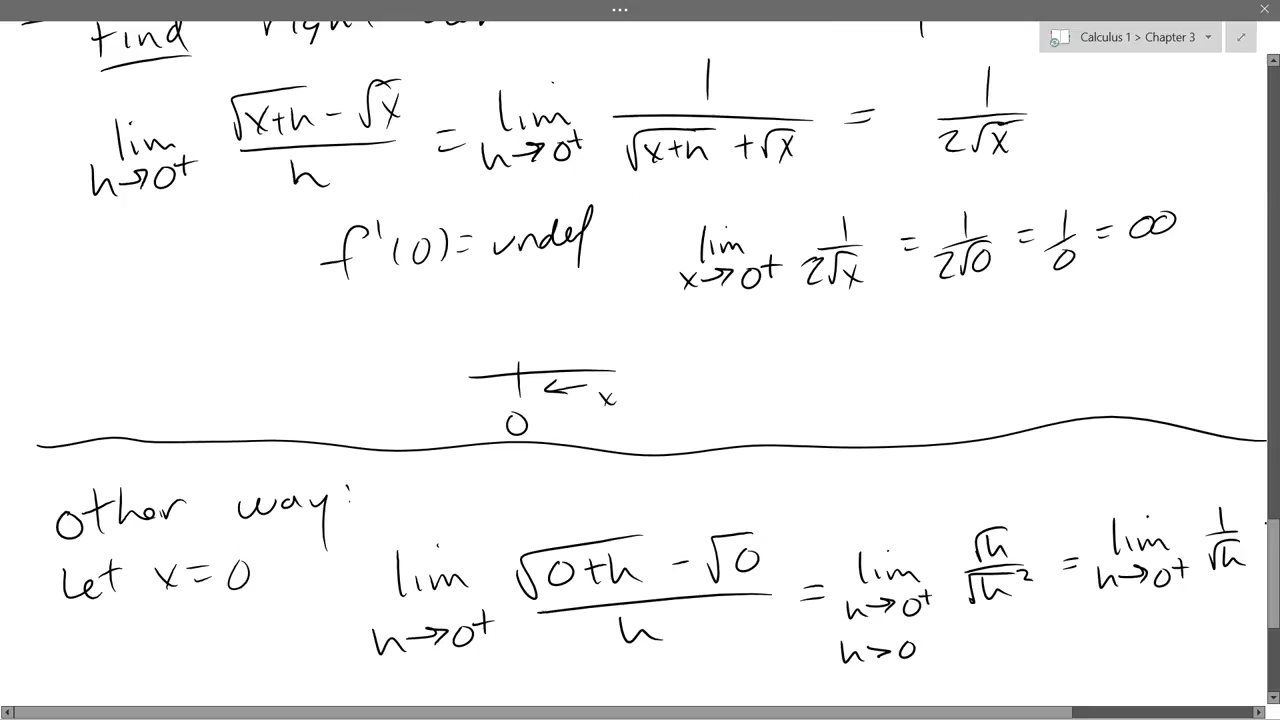 Calculus 1 > Chapter 3
Find right
lim h→0⁺ (√(x+h) - √x)/h = lim h→0⁺ 1/(√(x+h) + √x) = 1/(2√x)
f'(0) = undef lim x→0⁺ 1/(2√x) = 1/(2√0) = 1/0 = ∞
← x
0
other way:
Let x = 0
lim h→0⁺ (√(0+h) - √0)/h = lim h→0⁺ √h/√h² = lim h→0⁺ 1/√h
h>0